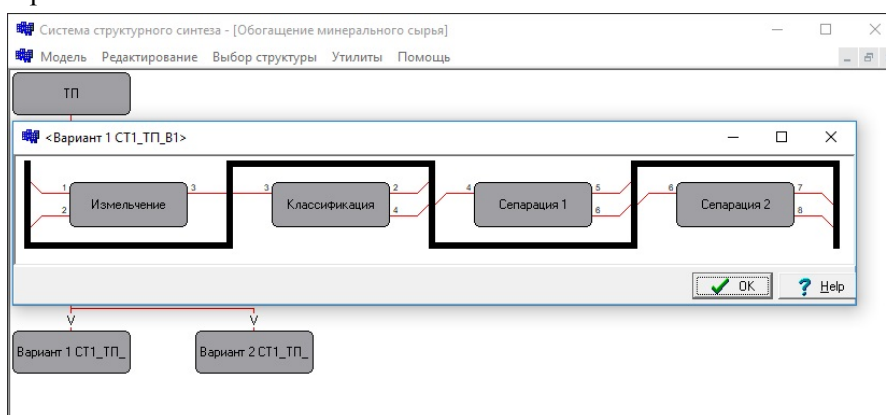 Система структурного синтеза - [Обогащение минерального сырья]
Модель Редактирование Выбор структуры Утилиты Помощь
ТП
<Вариант 1 СТ1_ТП_В1>
1 3 3 2 4 5 6 7
Измельчение Классификация Сепарация 1 Сепарация 2
2 4 6 8
OK Help
V V
Вариант 1 СТ1_ТП_ Вариант 2 СТ1_ТП_